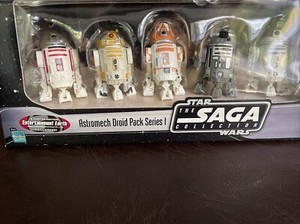 Entertainment Earth
Astromech Droid Pack Series I
STAR
THE SAGA
COLLECTION
WARS